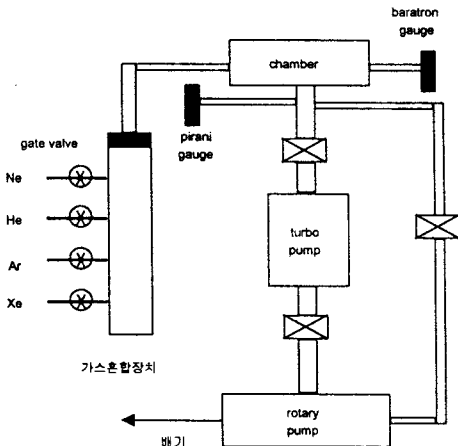 baratron
gauge
chamber
pirani
gauge
gate valve
Ne
He
Ar
Xe
turbo
pump
가스혼합장치
rotary
pump
배기